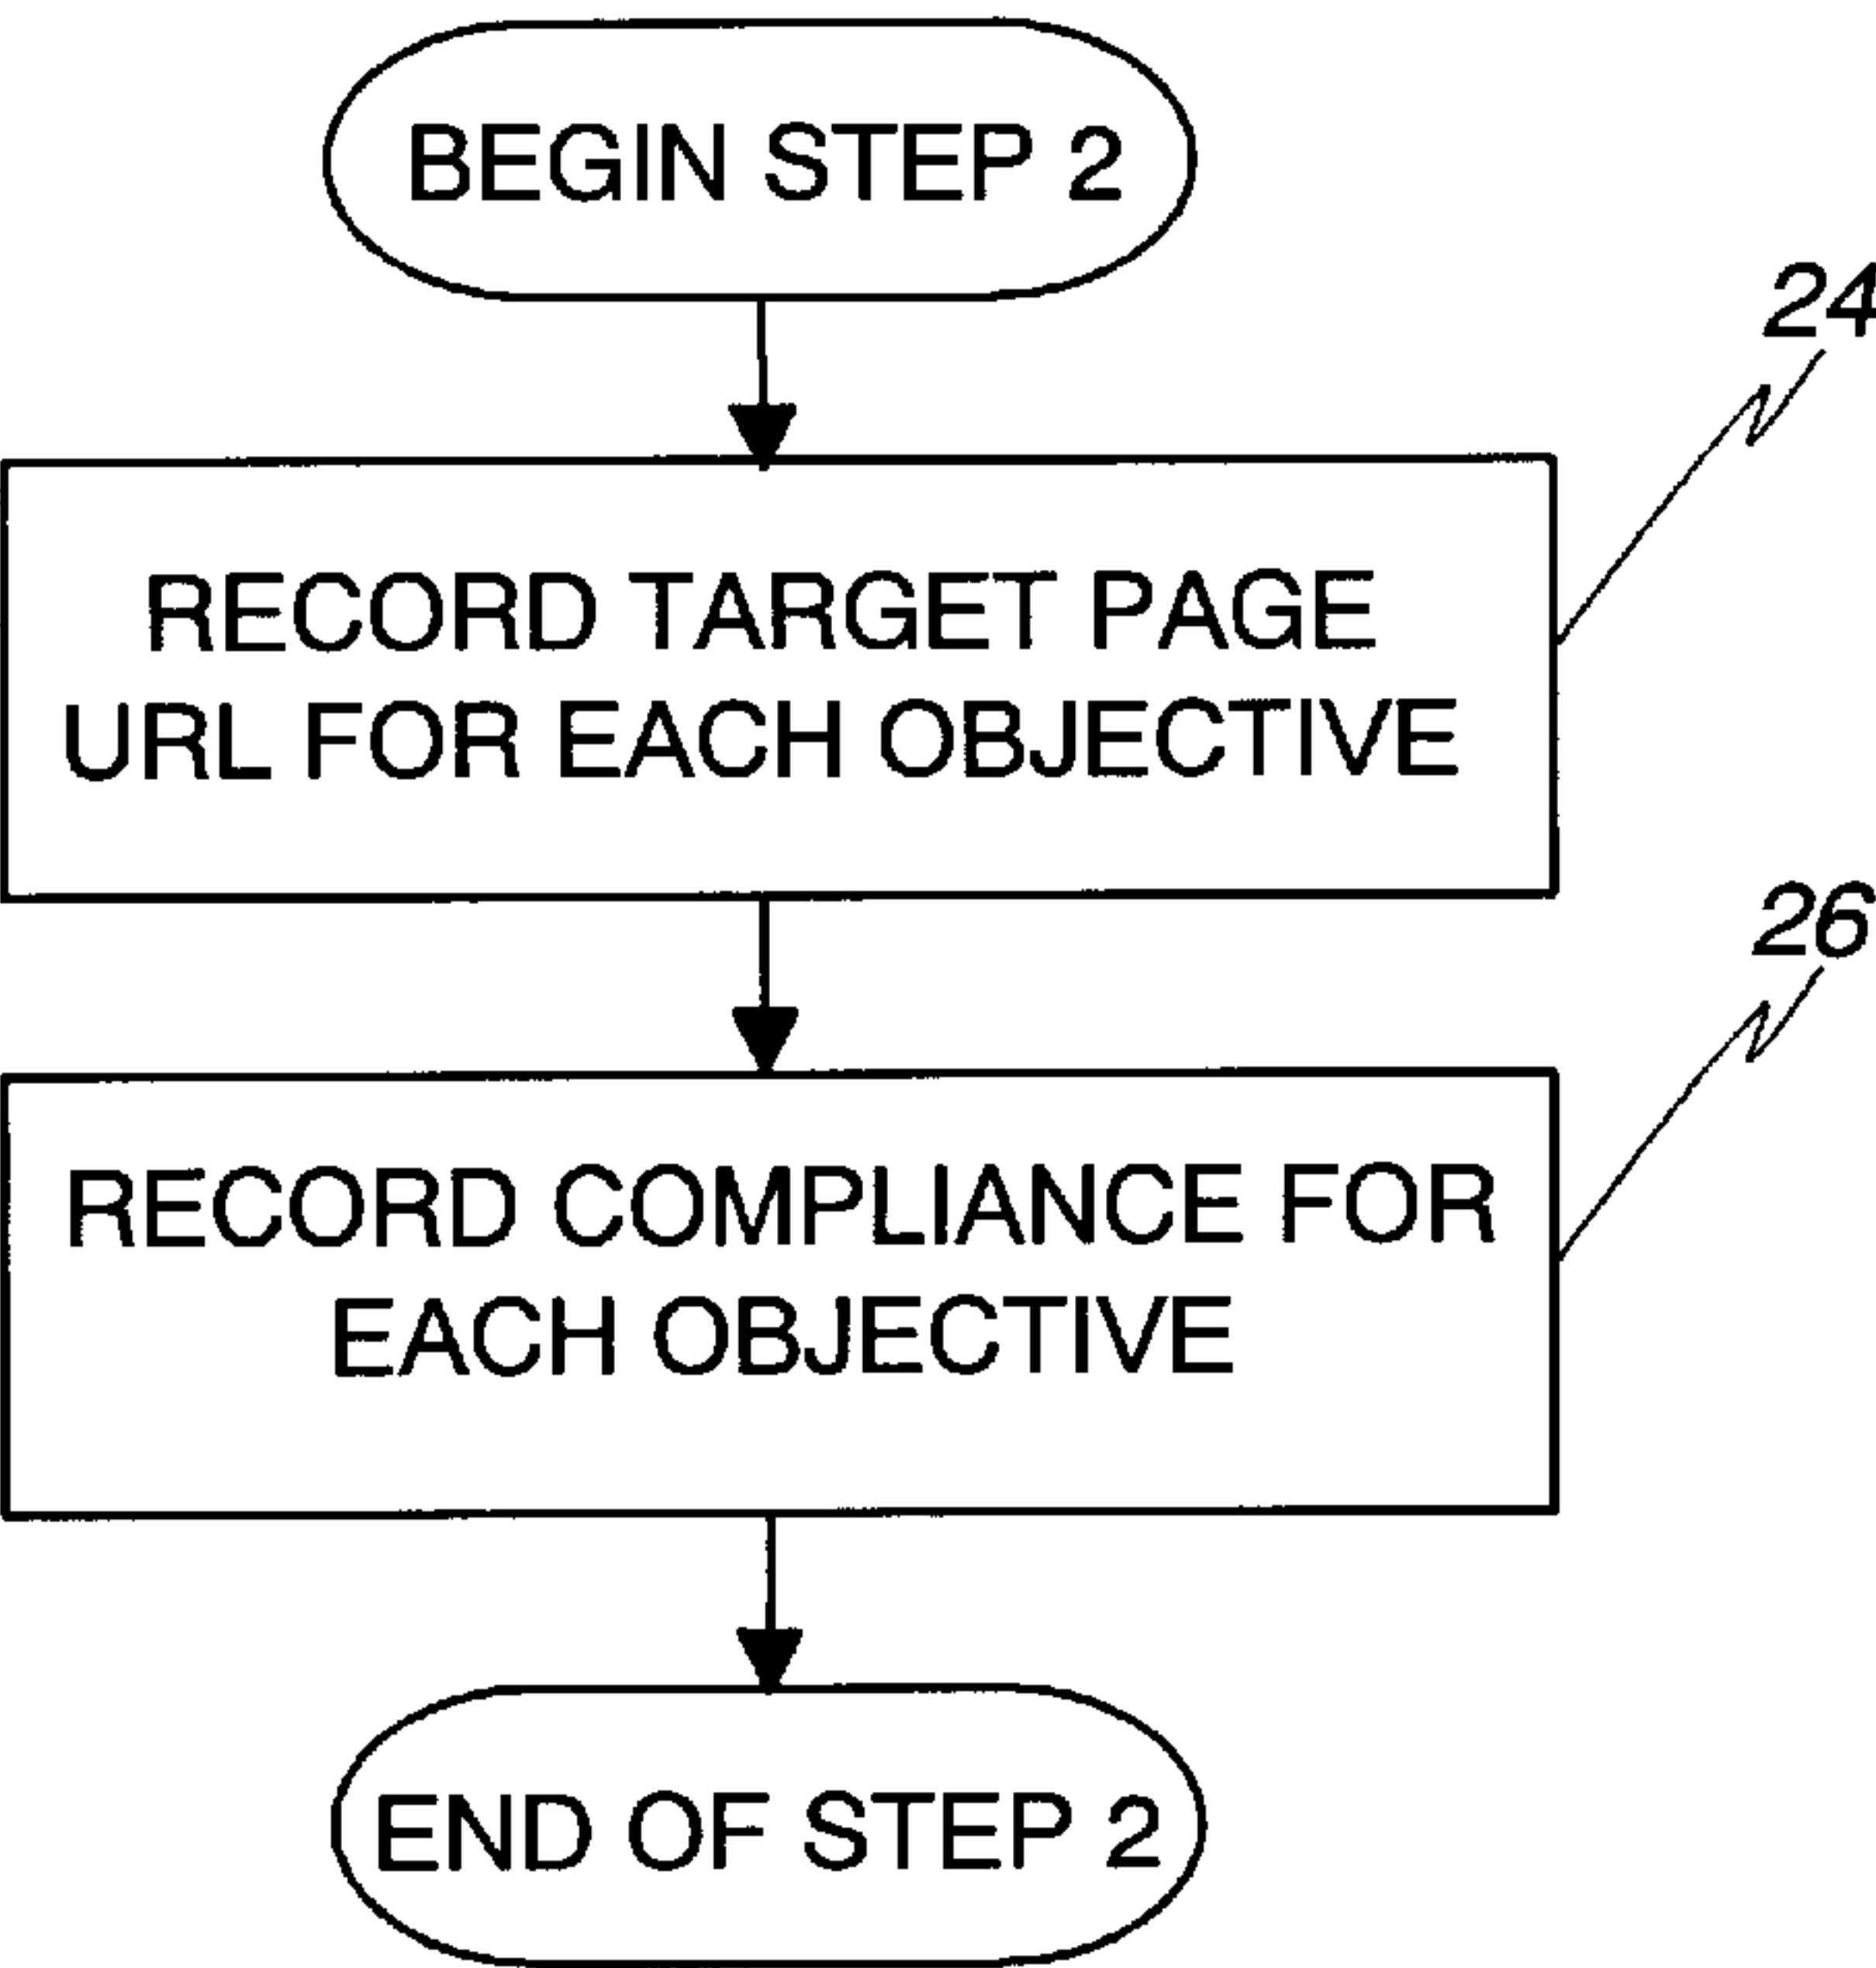 BEGIN STEP 2
24
RECORD TARGET PAGE
URL FOR EACH OBJECTIVE
26
RECORD COMPLIANCE FOR
EACH OBJECTIVE
END OF STEP 2